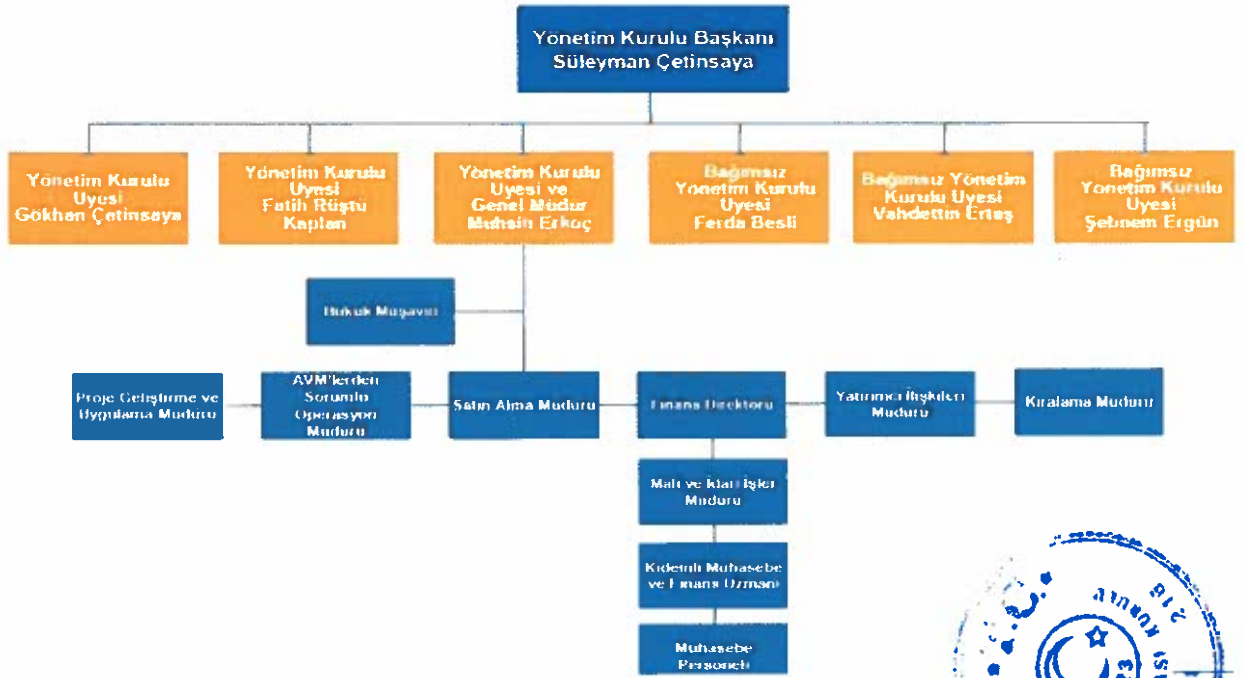 Yönetim Kurulu Başkanı
Süleyman Çetinsaya
Yönetim Kurulu
Üyesi
Gökhan Çetinsaya
Yönetim Kurulu
Üyesi
Fatih Rüştü
Kaplan
Yönetim Kurulu
Üyesi ve
Genel Müdür
Muhsin Erkoç
Bağımsız
Yönetim Kurulu
Üyesi
Ferda Besli
Bağımsız Yönetim
Kurulu Üyesi
Vahdettin Ertaş
Bağımsız
Yönetim Kurulu
Üyesi
Şebnem Ergün
Hukuk Müşaviri
Proje Geliştirme ve
Uygulama Müdürü
AVM'lerden
Sorumlu
Operasyon
Müdürü
Satın Alma Müdürü
Finans Direktörü
Yatırımcı İlişkileri
Müdürü
Kiralama Müdürü
Mali ve İdari İşler
Müdürü
Kıdemli Muhasebe
ve Finans Uzmanı
Muhasebe
Personeli
KURULU